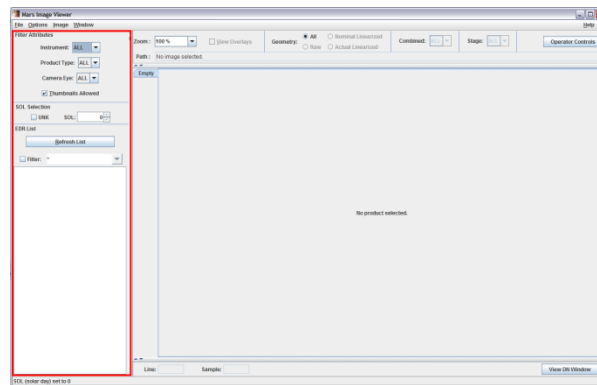 Mars Image Viewer
File Options Image Window Help
Filter Attributes
Instrument: ALL
Product Type: ALL
Camera Eye: ALL
Thumbnails Allowed
SOL Selection
UNK SOL: 0
EDR List
Refresh List
Filter: *
Zoom: 100 % View Overlays Geometry: All Nominal Linearized Combined: ALL Stage: ALL Operator Controls
Raw Actual Linearized
Path: No image selected.
Empty
No product selected.
Line: Sample: View DN Window
SOL (solar day) set to 0